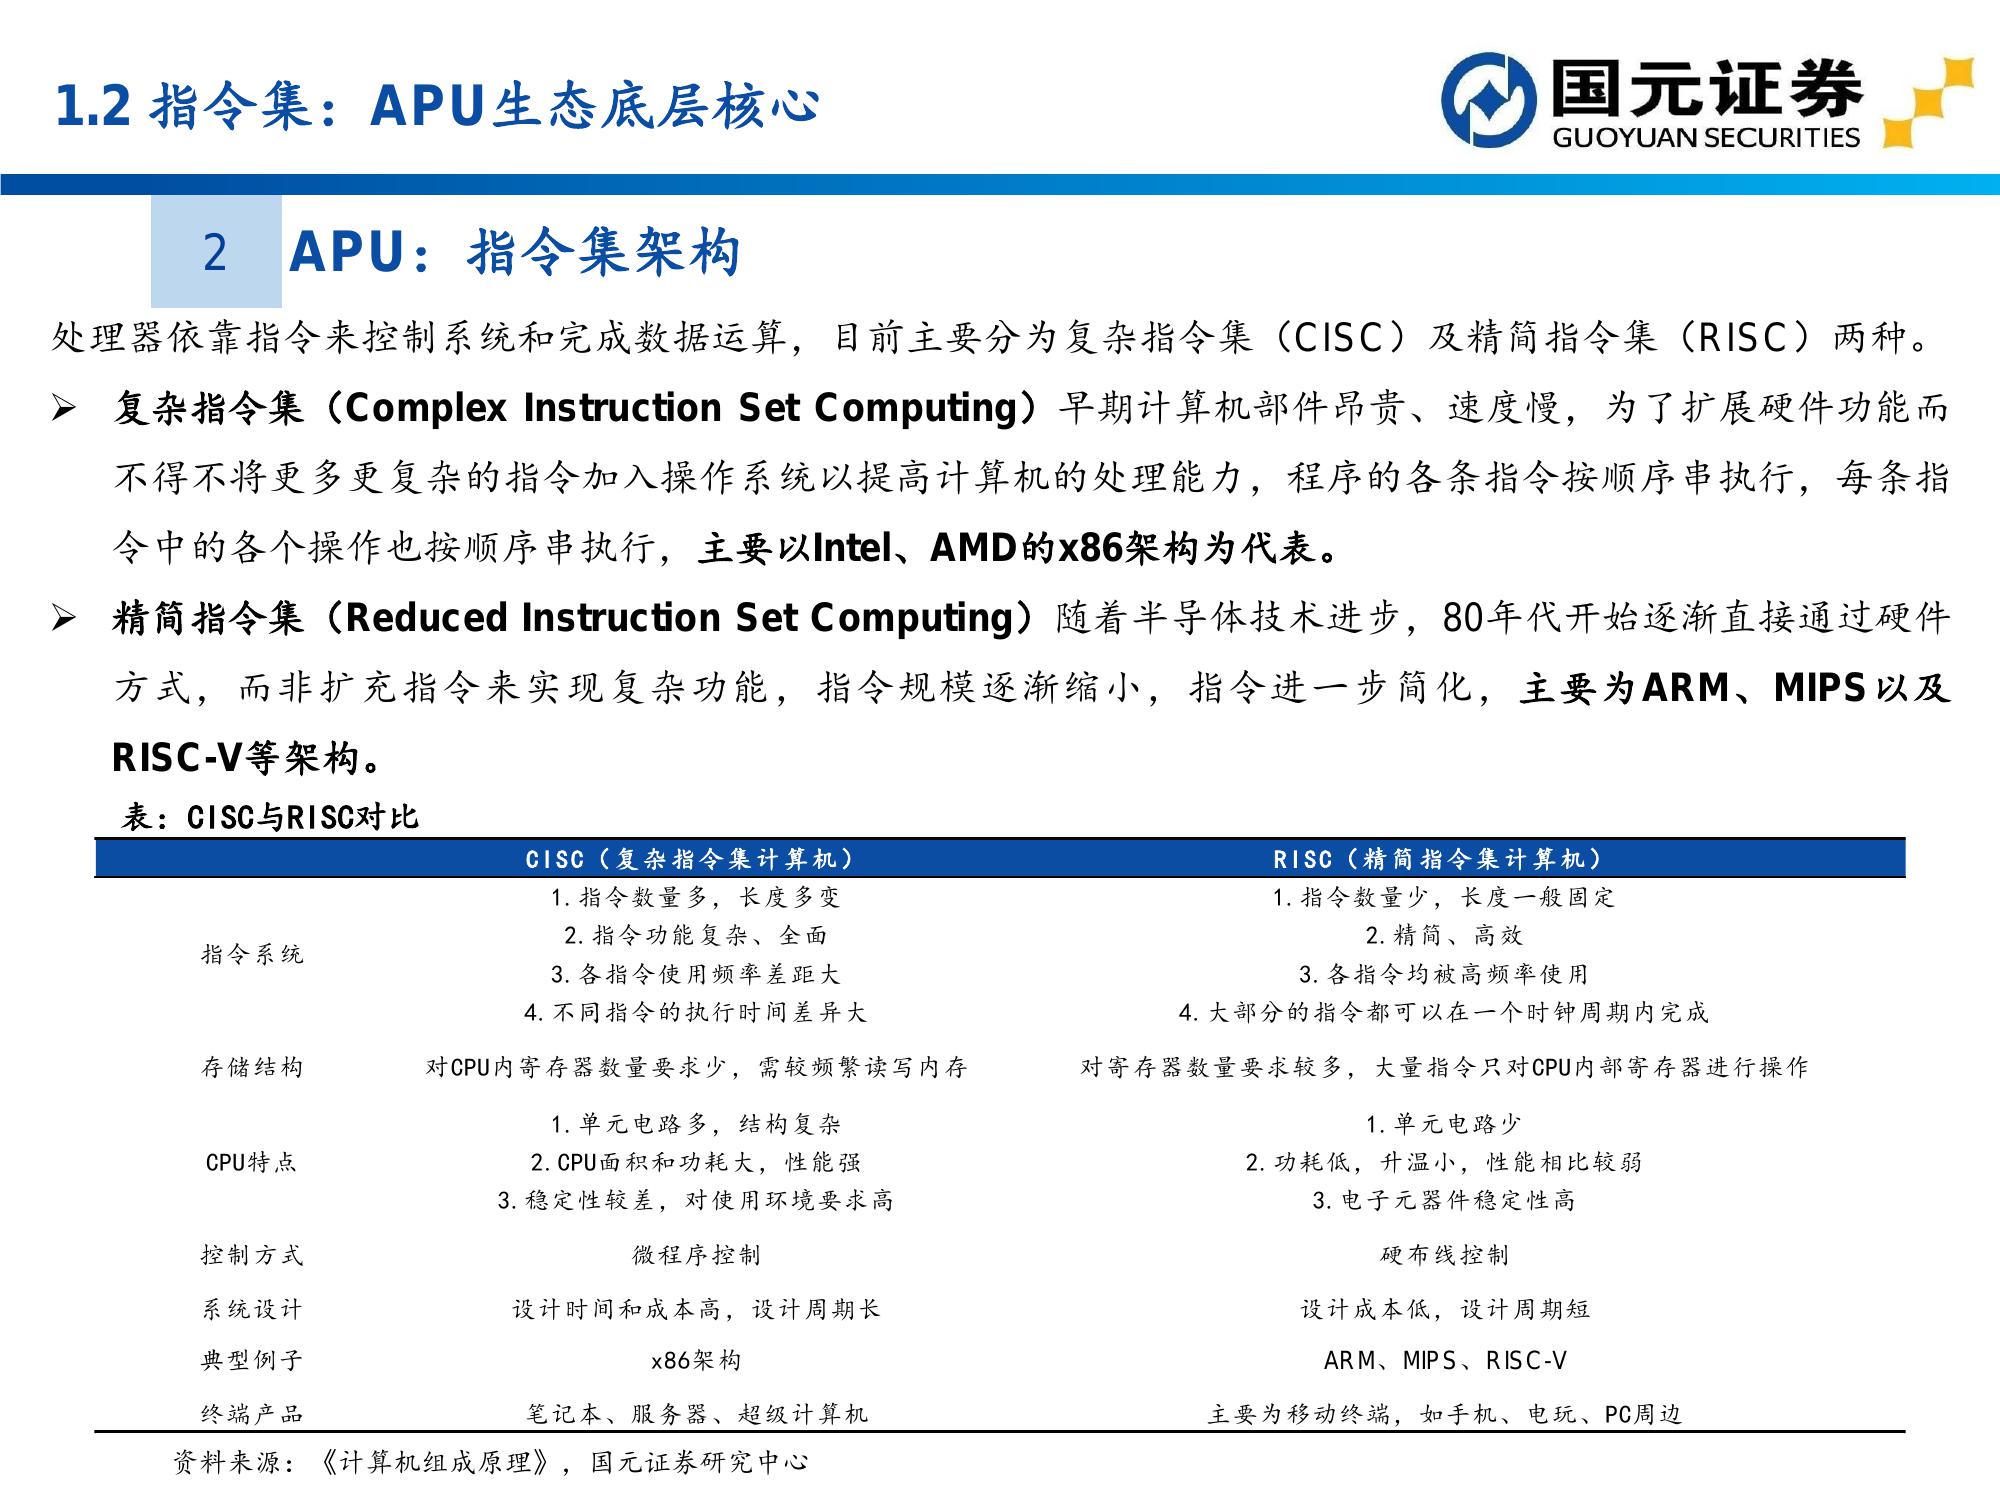 1.2 指令集：APU生态底层核心
国元证券
GUOYUAN SECURITIES
2
APU：指令集架构
处理器依靠指令来控制系统和完成数据运算，目前主要分为复杂指令集（CISC）及精简指令集（RISC）两种。
➢ 复杂指令集（Complex Instruction Set Computing）早期计算机部件昂贵、速度慢，为了扩展硬件功能而
不得不将更多更复杂的指令加入操作系统以提高计算机的处理能力，程序的各条指令按顺序串执行，每条指
令中的各个操作也按顺序串执行，主要以Intel、AMD的x86架构为代表。
➢ 精简指令集（Reduced Instruction Set Computing）随着半导体技术进步，80年代开始逐渐直接通过硬件
方式，而非扩充指令来实现复杂功能，指令规模逐渐缩小，指令进一步简化，主要为ARM、MIPS以及
RISC-V等架构。
表：CISC与RISC对比
CISC（复杂指令集计算机） RISC（精简指令集计算机）
指令系统
1.指令数量多，长度多变
2.指令功能复杂、全面
3.各指令使用频率差距大
4.不同指令的执行时间差异大
1.指令数量少，长度一般固定
2.精简、高效
3.各指令均被高频率使用
4.大部分的指令都可以在一个时钟周期内完成
存储结构 对CPU内寄存器数量要求少，需较频繁读写内存 对寄存器数量要求较多，大量指令只对CPU内部寄存器进行操作
CPU特点
1.单元电路多，结构复杂
2.CPU面积和功耗大，性能强
3.稳定性较差，对使用环境要求高
1.单元电路少
2.功耗低，升温小，性能相比较弱
3.电子元器件稳定性高
控制方式 微程序控制 硬布线控制
系统设计 设计时间和成本高，设计周期长 设计成本低，设计周期短
典型例子 x86架构 ARM、MIPS、RISC-V
终端产品 笔记本、服务器、超级计算机 主要为移动终端，如手机、电玩、PC周边
资料来源：《计算机组成原理》，国元证券研究中心